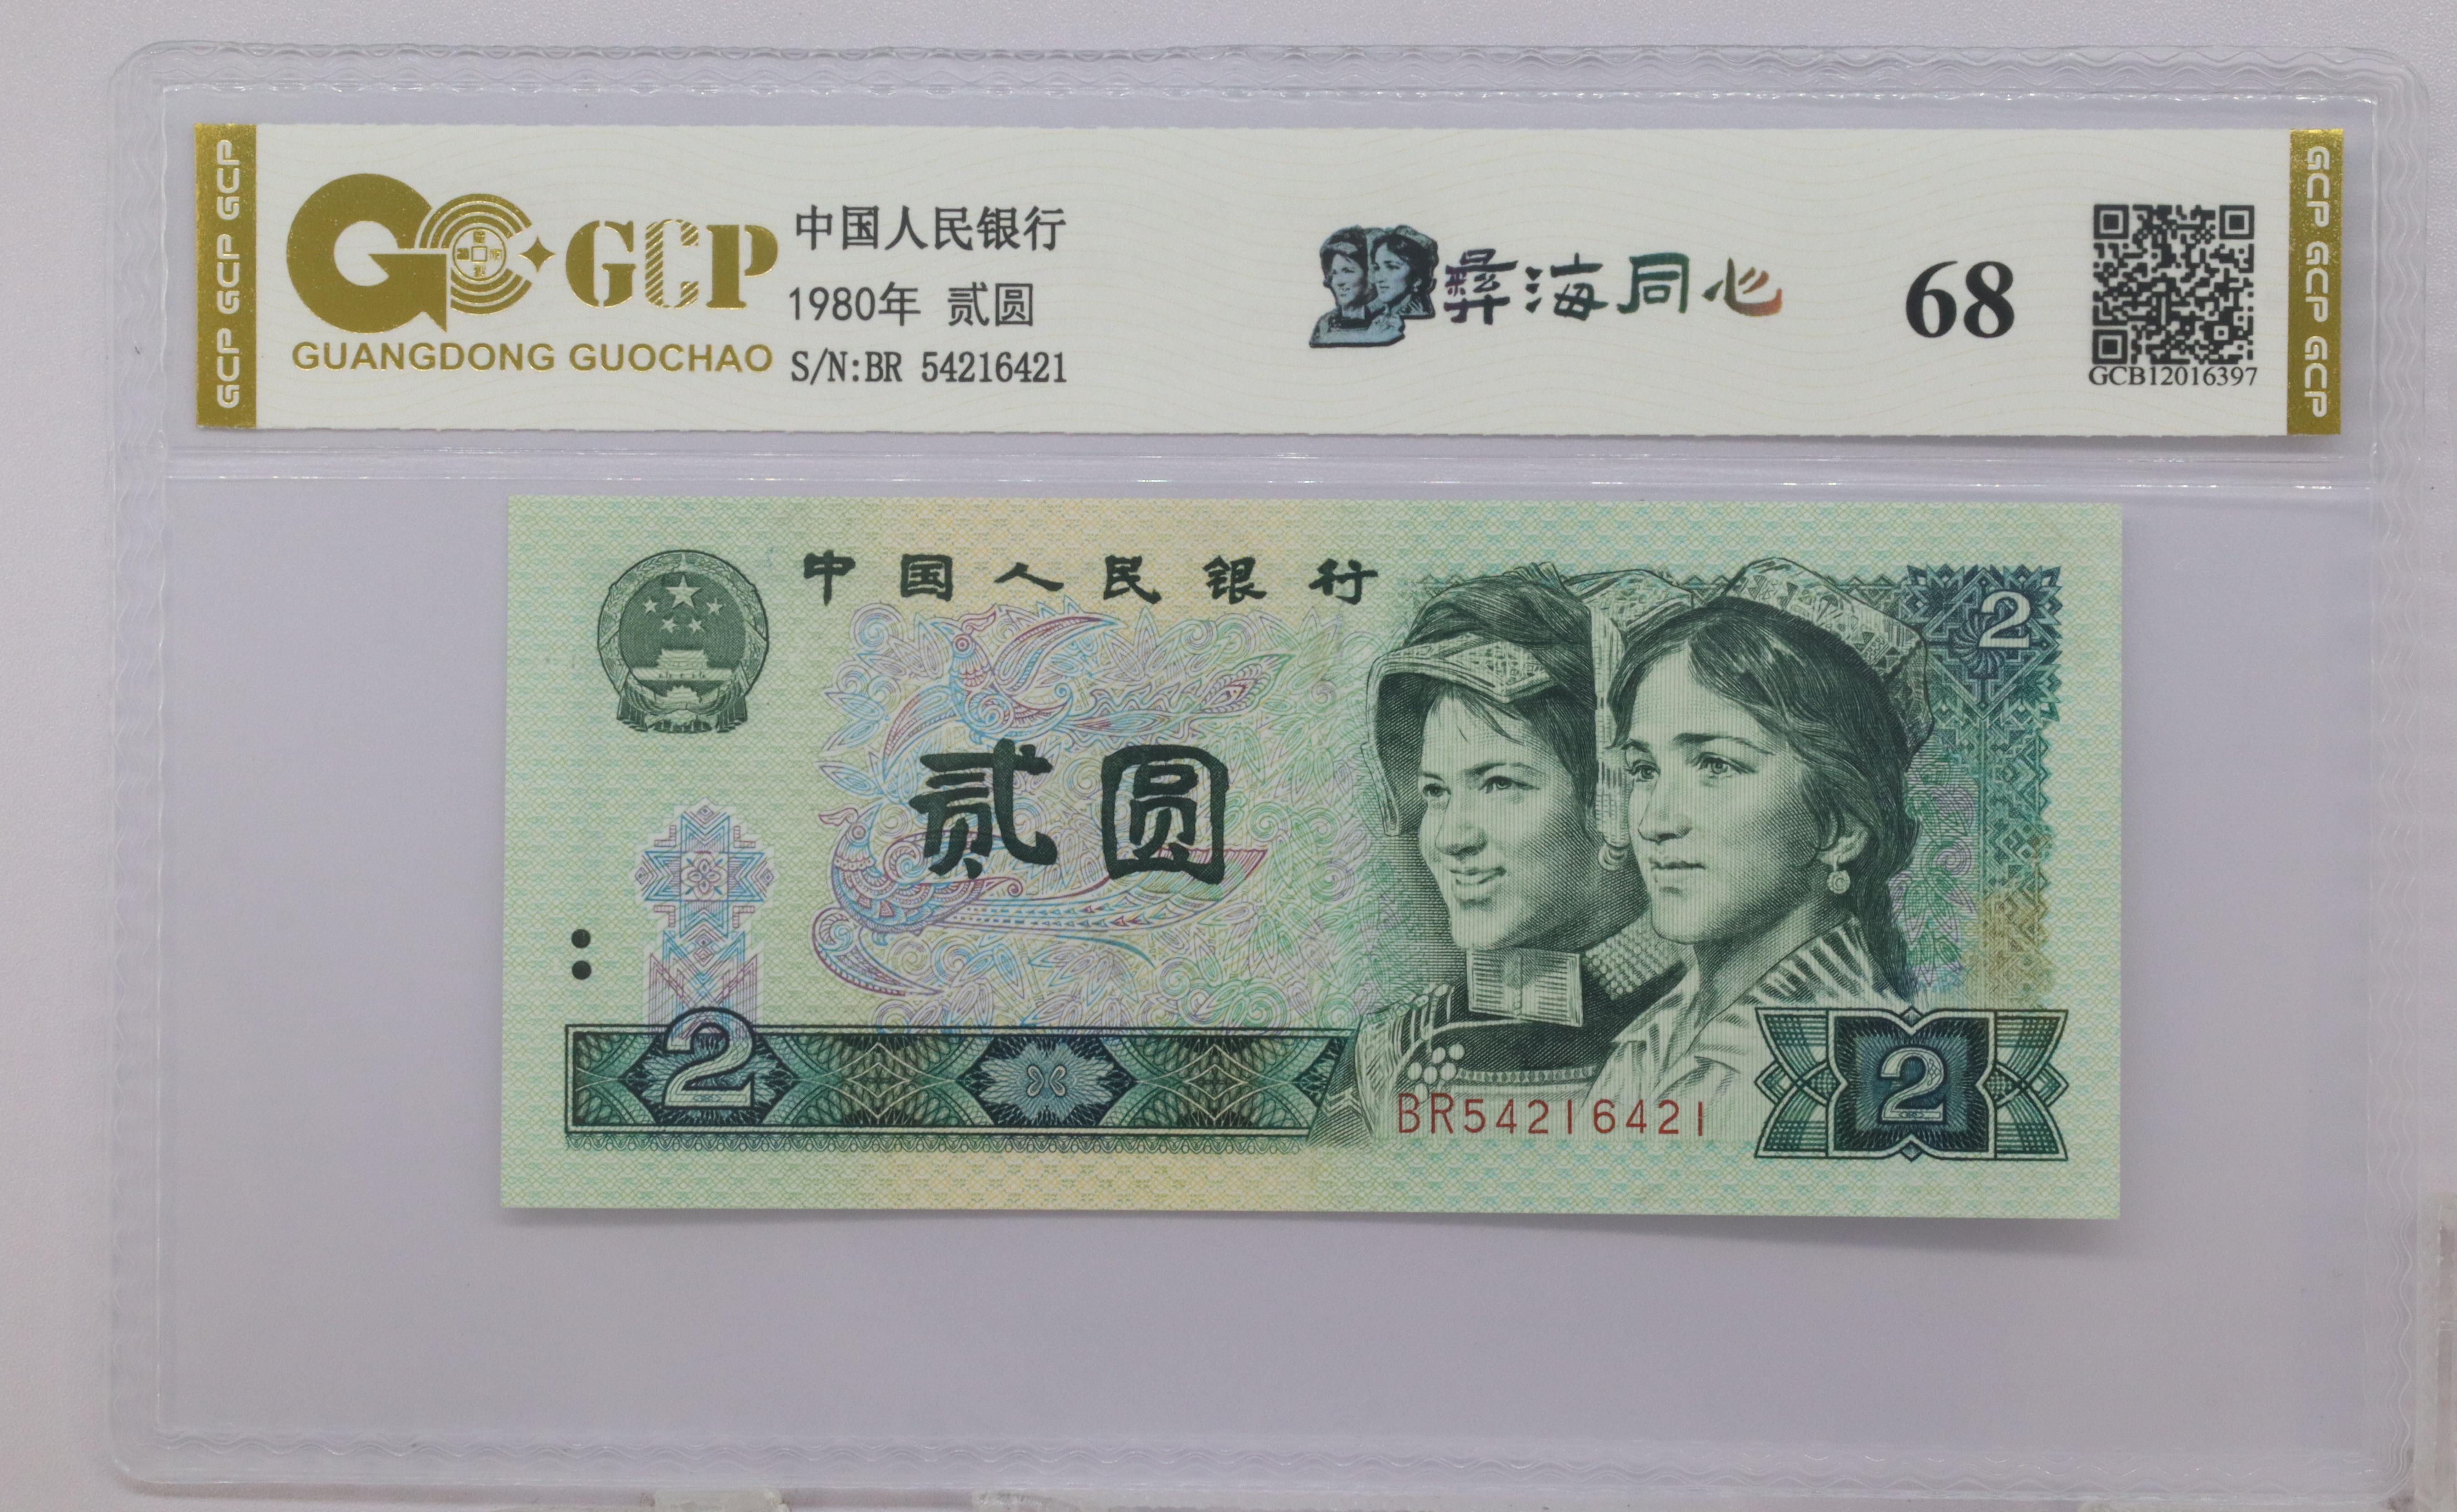 GCP GCP GCP
GCP
GUANGDONG GUOCHAO
中国人民银行
1980年 贰圆
S/N:BR 54216421
彝海同心
68
GCB12016397
GCP GCP GCP
中国人民银行
2
贰圆
2
BR54216421
2